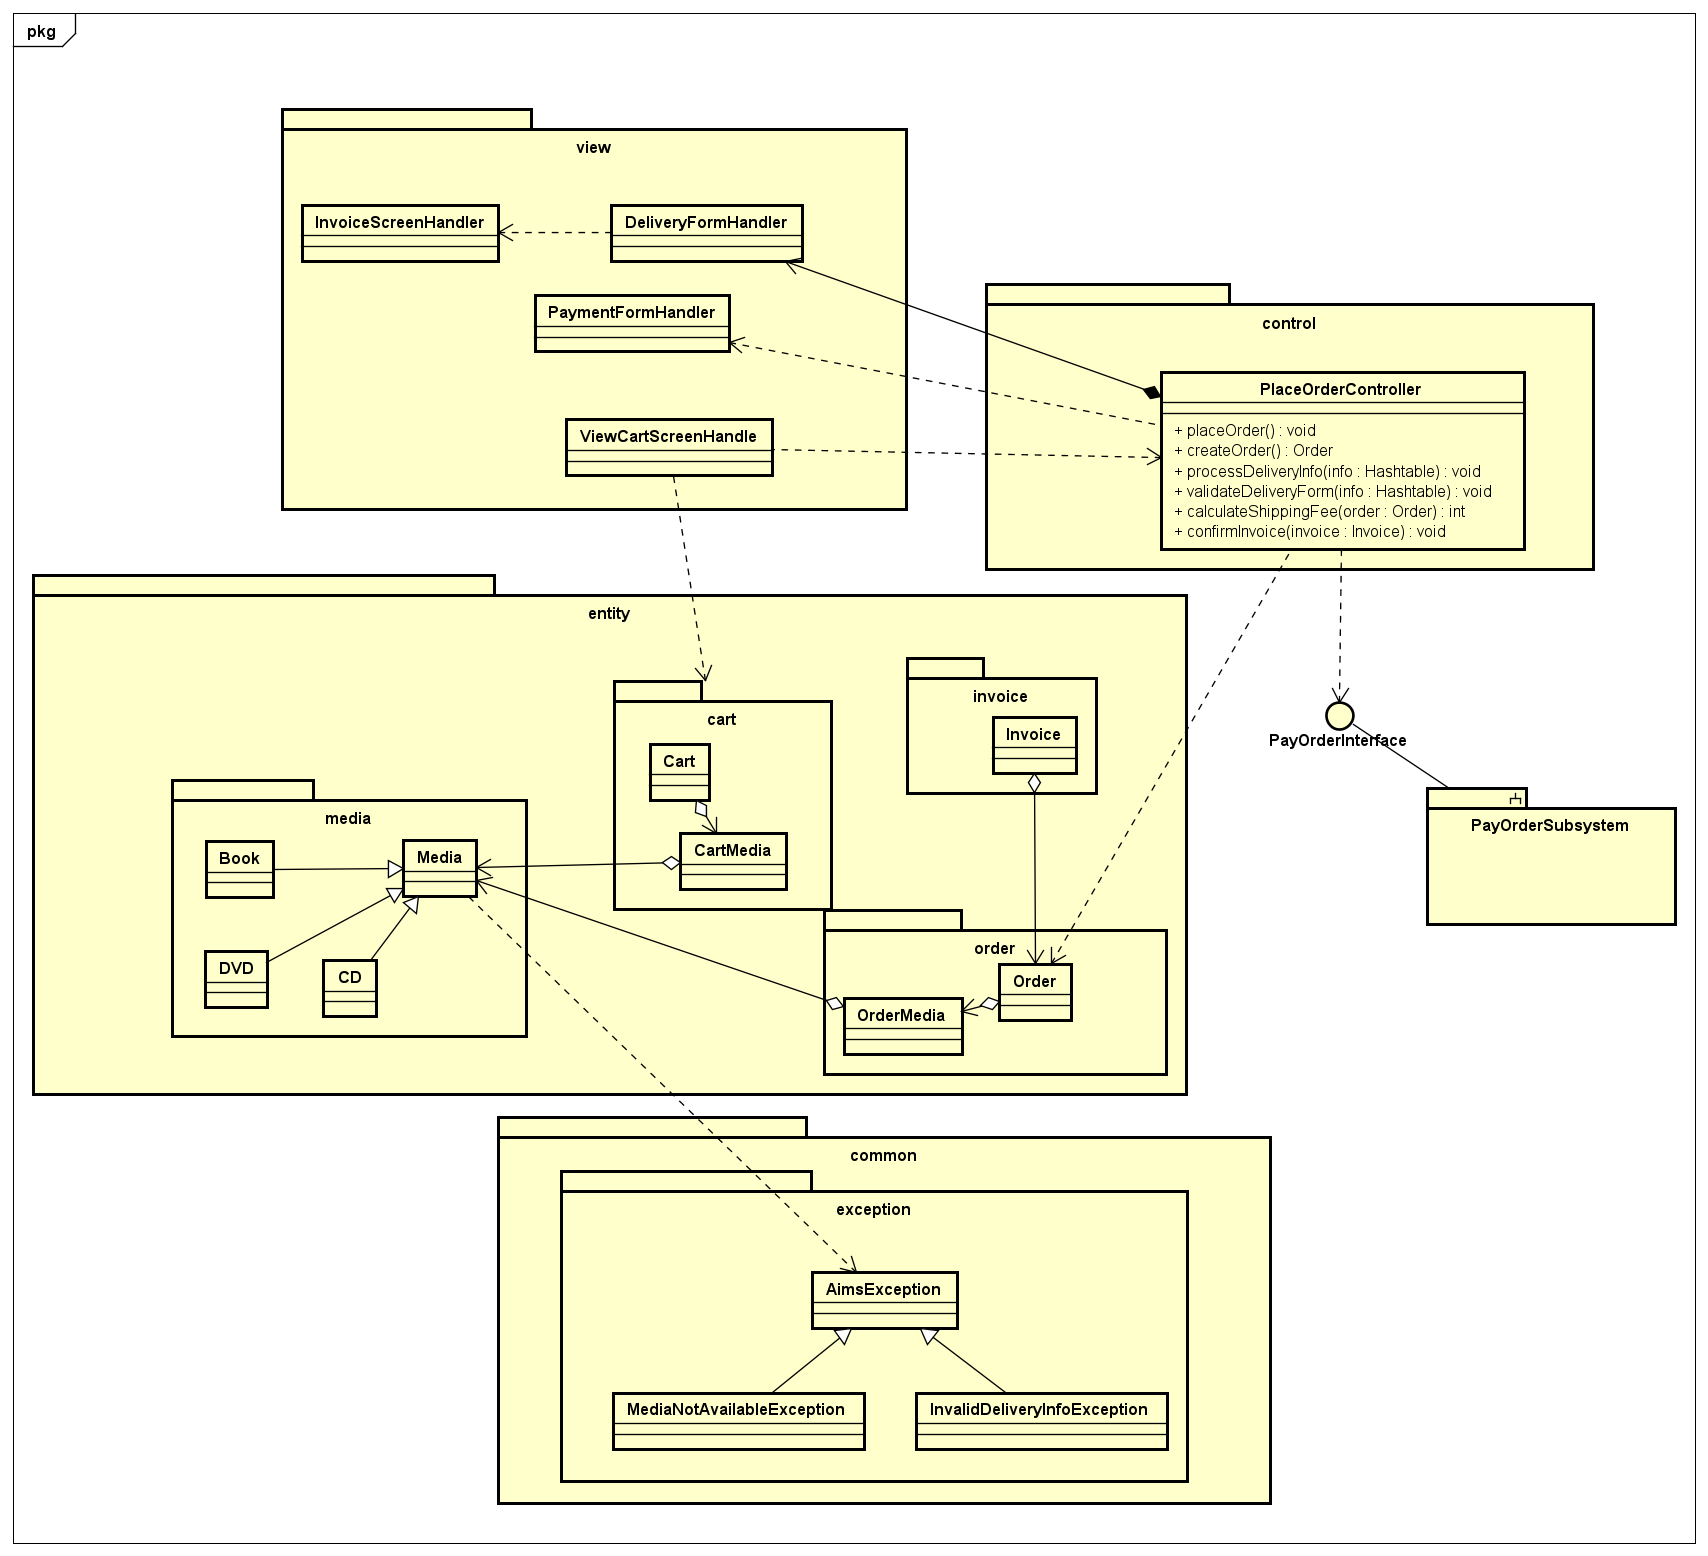 pkg
view
InvoiceScreenHandler
DeliveryFormHandler
PaymentFormHandler
ViewCartScreenHandle
control
PlaceOrderController
+ placeOrder() : void
+ createOrder() : Order
+ processDeliveryInfo(info : Hashtable) : void
+ validateDeliveryForm(info : Hashtable) : void
+ calculateShippingFee(order : Order) : int
+ confirmInvoice(invoice : Invoice) : void
entity
cart
Cart
CartMedia
invoice
Invoice
PayOrderInterface
PayOrderSubsystem
media
Book
Media
DVD
CD
order
Order
OrderMedia
common
exception
AimsException
MediaNotAvailableException
InvalidDeliveryInfoException